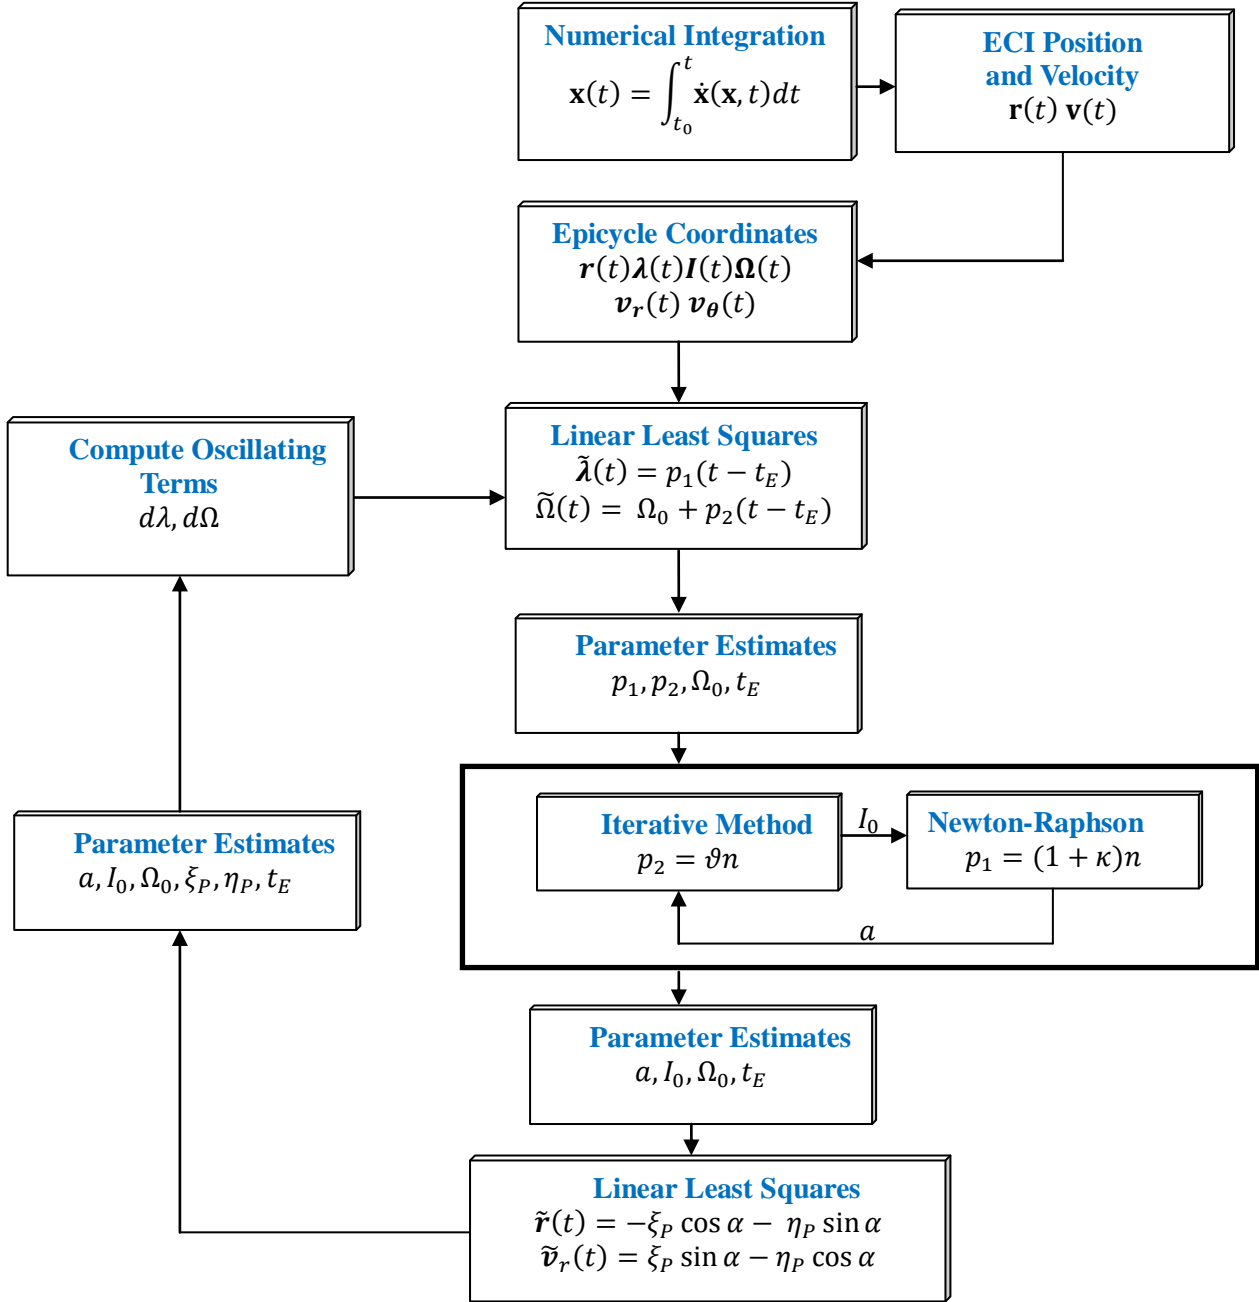 Numerical Integration
𝐱(t) = ∫_{t₀}^{t} 𝐱̇(𝐱, t)dt
ECI Position
and Velocity
𝐫(t) 𝐯(t)
Epicycle Coordinates
𝒓(t)𝝀(t)𝑰(t)𝛀(t)
𝒗_𝒓(t) 𝒗_𝜽(t)
Compute Oscillating
Terms
dλ, dΩ
Linear Least Squares
𝝀̃(t) = p₁(t − t_E)
Ω̃(t) = Ω₀ + p₂(t − t_E)
Parameter Estimates
p₁, p₂, Ω₀, t_E
Iterative Method
p₂ = ϑn
I₀
Newton-Raphson
p₁ = (1 + κ)n
a
Parameter Estimates
a, I₀, Ω₀, ξ_P, η_P, t_E
Parameter Estimates
a, I₀, Ω₀, t_E
Linear Least Squares
𝒓̃(t) = −ξ_P cos α − η_P sin α
𝒗̃_r(t) = ξ_P sin α − η_P cos α